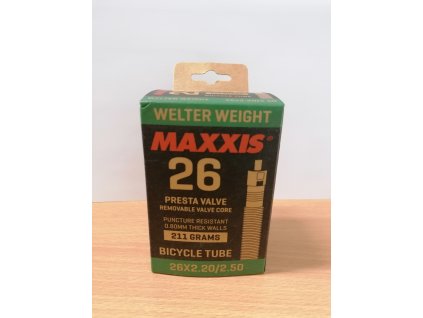 WELTER WEIGHT
MAXXIS®
26
PRESTA VALVE
REMOVABLE VALVE CORE
PUNCTURE RESISTANT
0.80MM THICK WALLS
211 GRAMS
BICYCLE TUBE
26X2.20/2.50